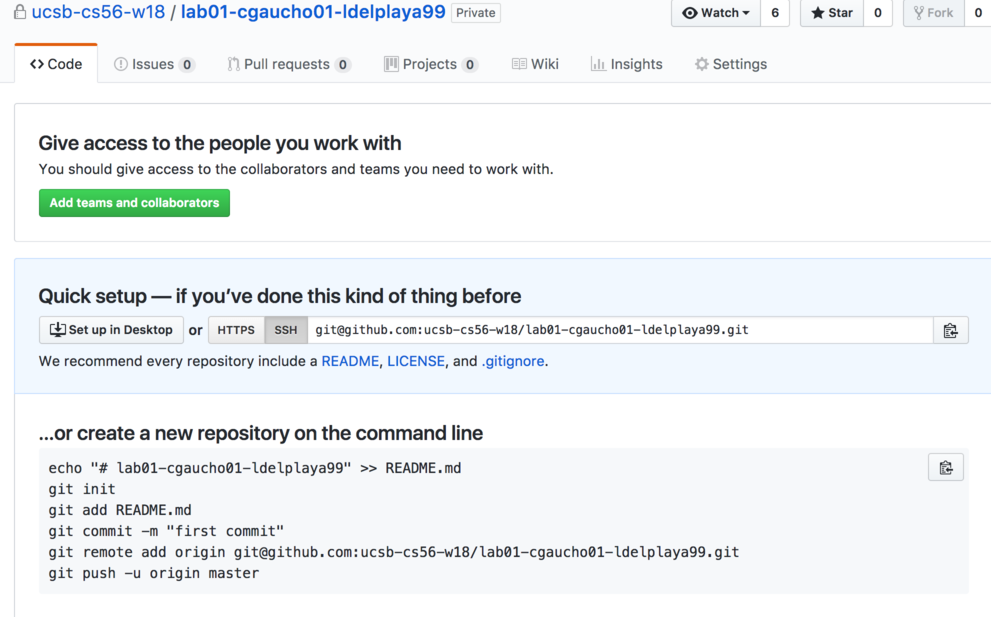 ucsb-cs56-w18 / lab01-cgaucho01-ldelplaya99 Private Watch 6 Star 0 Fork 0
Code Issues 0 Pull requests 0 Projects 0 Wiki Insights Settings
Give access to the people you work with
You should give access to the collaborators and teams you need to work with.
Add teams and collaborators
Quick setup — if you’ve done this kind of thing before
Set up in Desktop or HTTPS SSH git@github.com:ucsb-cs56-w18/lab01-cgaucho01-ldelplaya99.git
We recommend every repository include a README, LICENSE, and .gitignore.
…or create a new repository on the command line
echo "# lab01-cgaucho01-ldelplaya99" >> README.md
git init
git add README.md
git commit -m "first commit"
git remote add origin git@github.com:ucsb-cs56-w18/lab01-cgaucho01-ldelplaya99.git
git push -u origin master